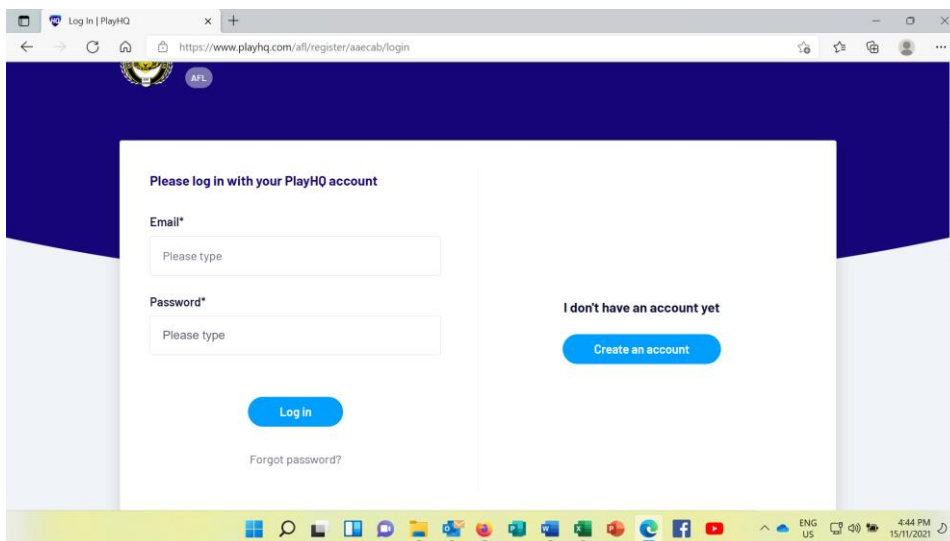 Log In | PlayHQ
https://www.playhq.com/afl/register/aaecab/login
AFL
Please log in with your PlayHQ account
Email*
Please type
Password*
Please type
Log in
Forgot password?
I don't have an account yet
Create an account
ENG
US
4:44 PM
15/11/2021